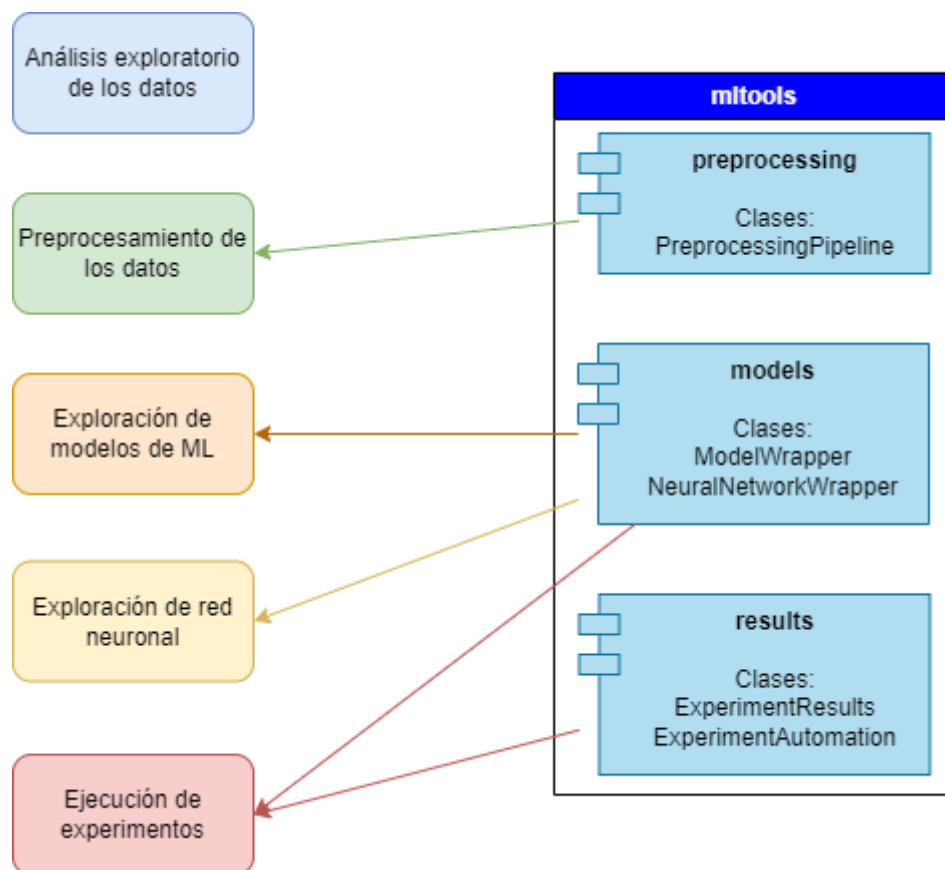 Análisis exploratorio
de los datos
Preprocesamiento de
los datos
Exploración de
modelos de ML
Exploración de red
neuronal
Ejecución de
experimentos
mltools
preprocessing
Clases:
PreprocessingPipeline
models
Clases:
ModelWrapper
NeuralNetworkWrapper
results
Clases:
ExperimentResults
ExperimentAutomation